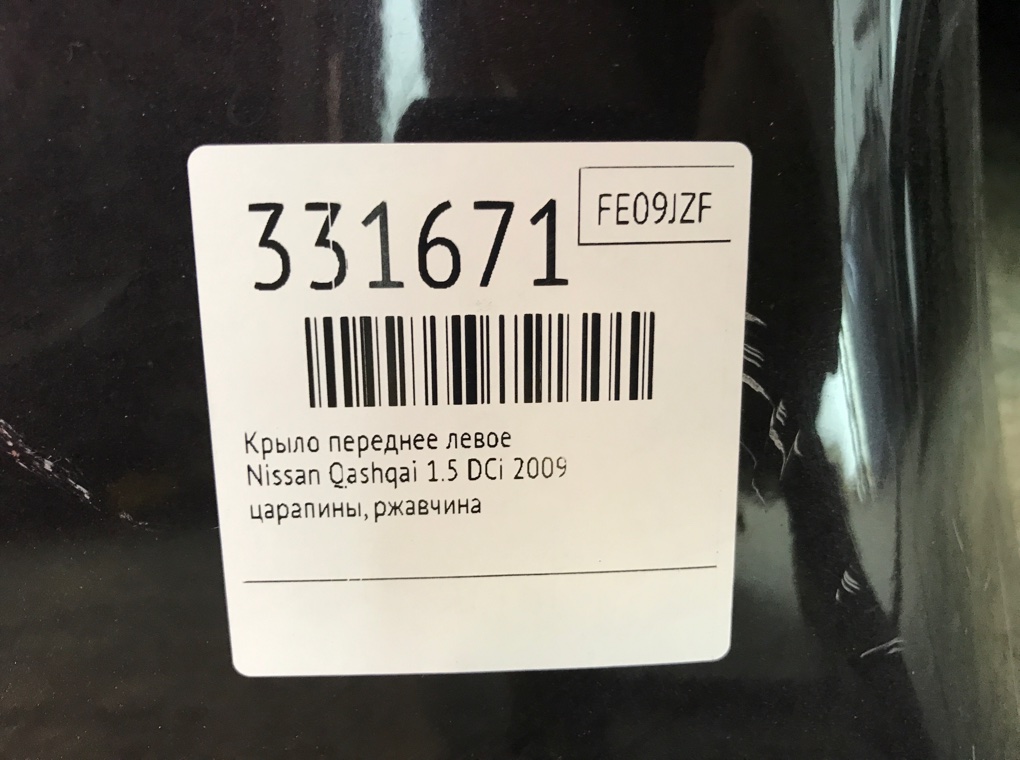 331671
FE09JZF
Крыло переднее левое
Nissan Qashqai 1.5 DCi 2009
царапины, ржавчина